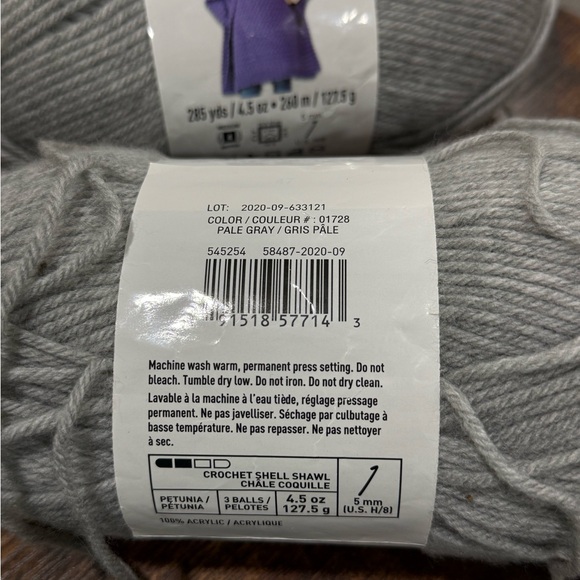 285 yds / 4.5 oz • 260 m / 127.5 g
LOT: 2020-09-633121
COLOR / COULEUR # : 01728
PALE GRAY / GRIS PÂLE
545254 58487-2020-09
91518 57714 3
Machine wash warm, permanent press setting. Do not
bleach. Tumble dry low. Do not iron. Do not dry clean.
Lavable à la machine à l'eau tiède, réglage pressage
permanent. Ne pas javelliser. Séchage par culbutage à
basse température. Ne pas repasser. Ne pas nettoyer
à sec.
CROCHET SHELL SHAWL
CHÂLE COQUILLE
PETUNIA / PÉTUNIA
3 BALLS / PELOTES
4.5 oz 127.5 g
5 mm
(U.S. H/8)
100% ACRYLIC / ACRYLIQUE